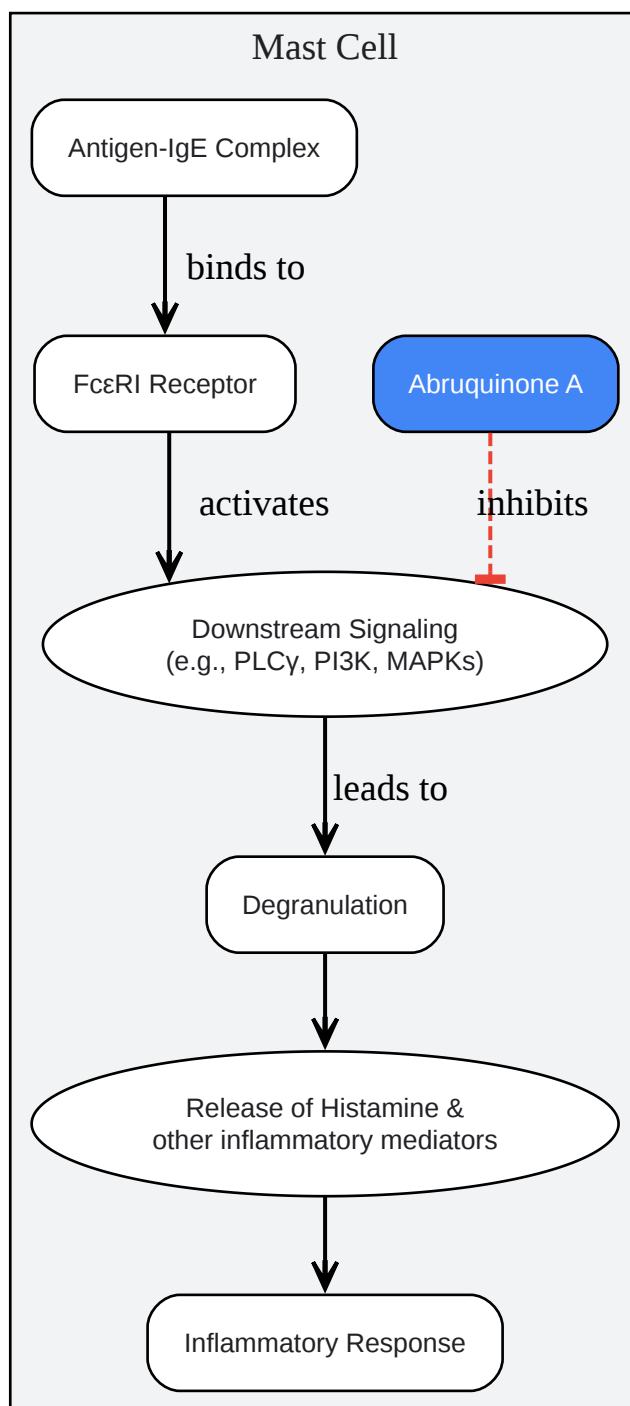 Mast Cell
Antigen-IgE Complex
binds to
FcεRI Receptor
Abruquinone A
activates
inhibits
Downstream Signaling
(e.g., PLCγ, PI3K, MAPKs)
leads to
Degranulation
Release of Histamine &
other inflammatory mediators
Inflammatory Response